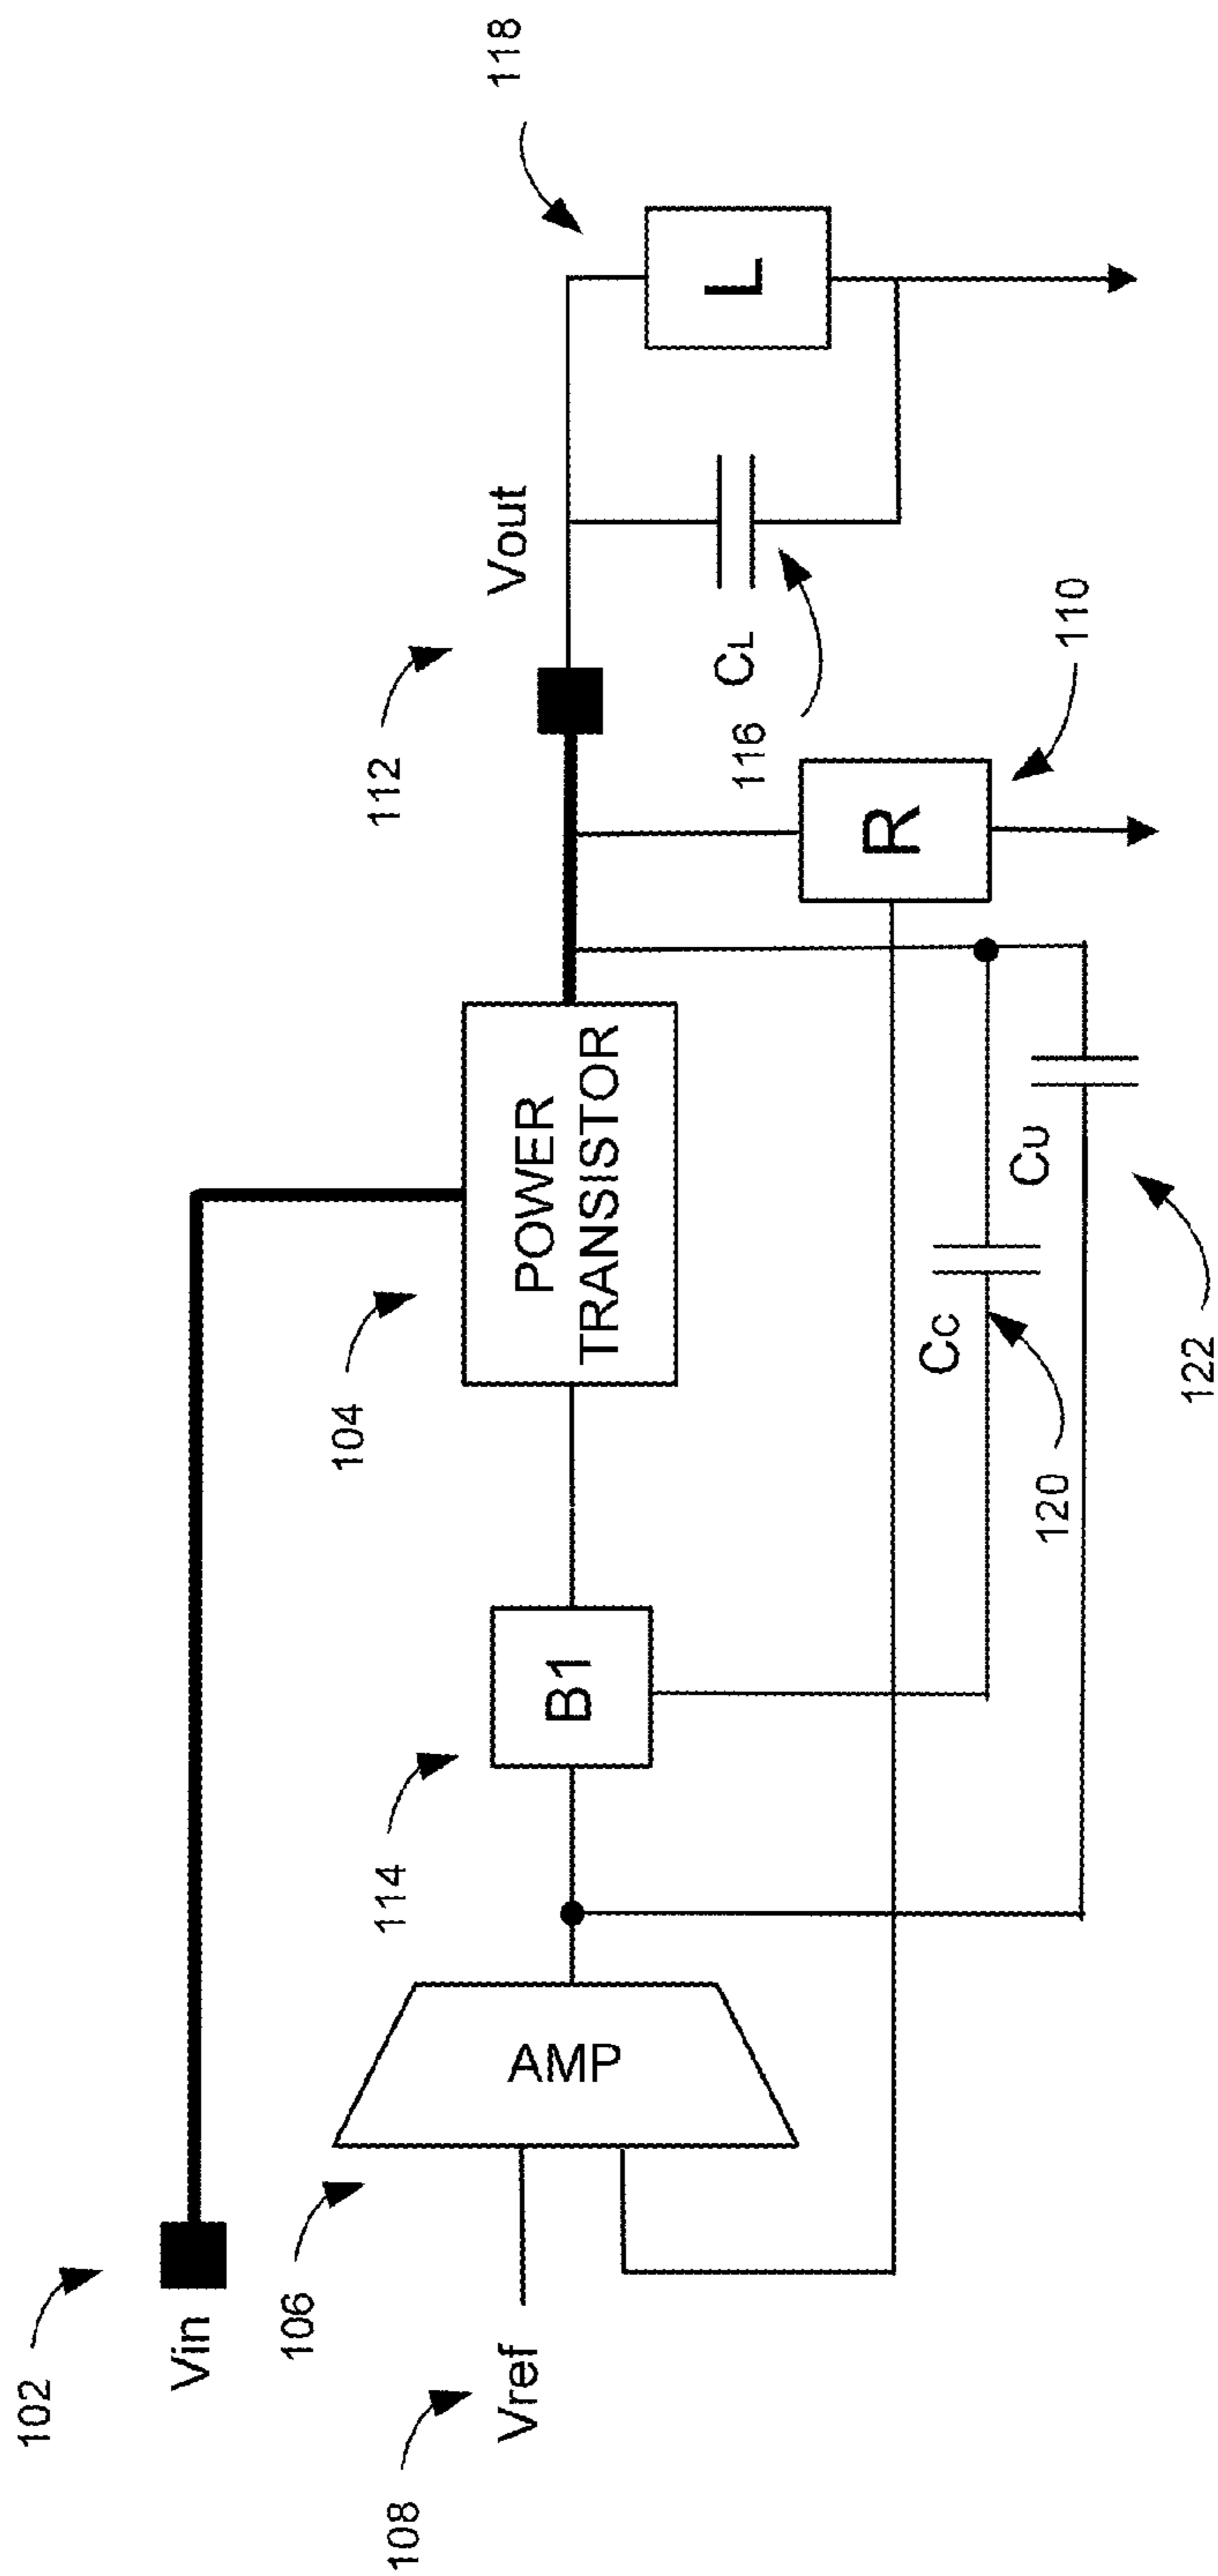 102
Vin
108
Vref
106
AMP
114
B1
104
POWER
TRANSISTOR
112
Vout
118
L
CL
116
R
110
CC
120
CU
122